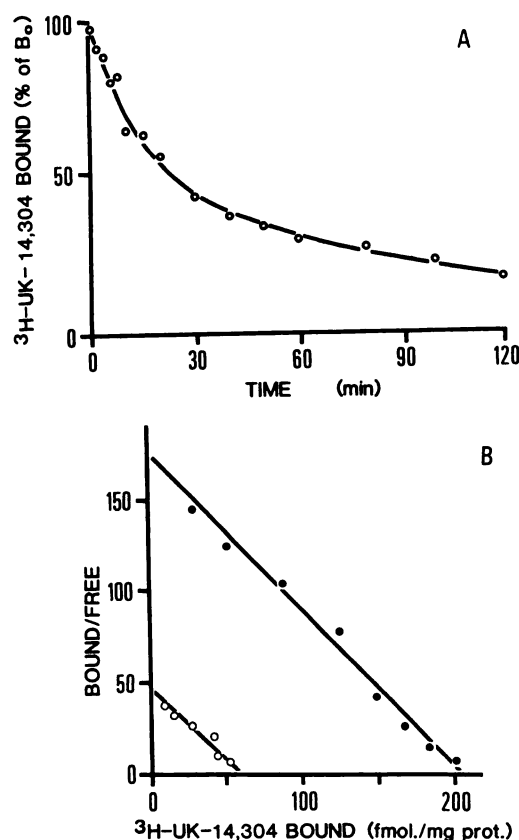 A
³H-UK-14,304 BOUND (% of B₀)
100
50
0
0 30 60 90 120
TIME (min)
B
BOUND/FREE
150
100
50
0
0 100 200
³H-UK-14,304 BOUND (fmol./mg prot.)